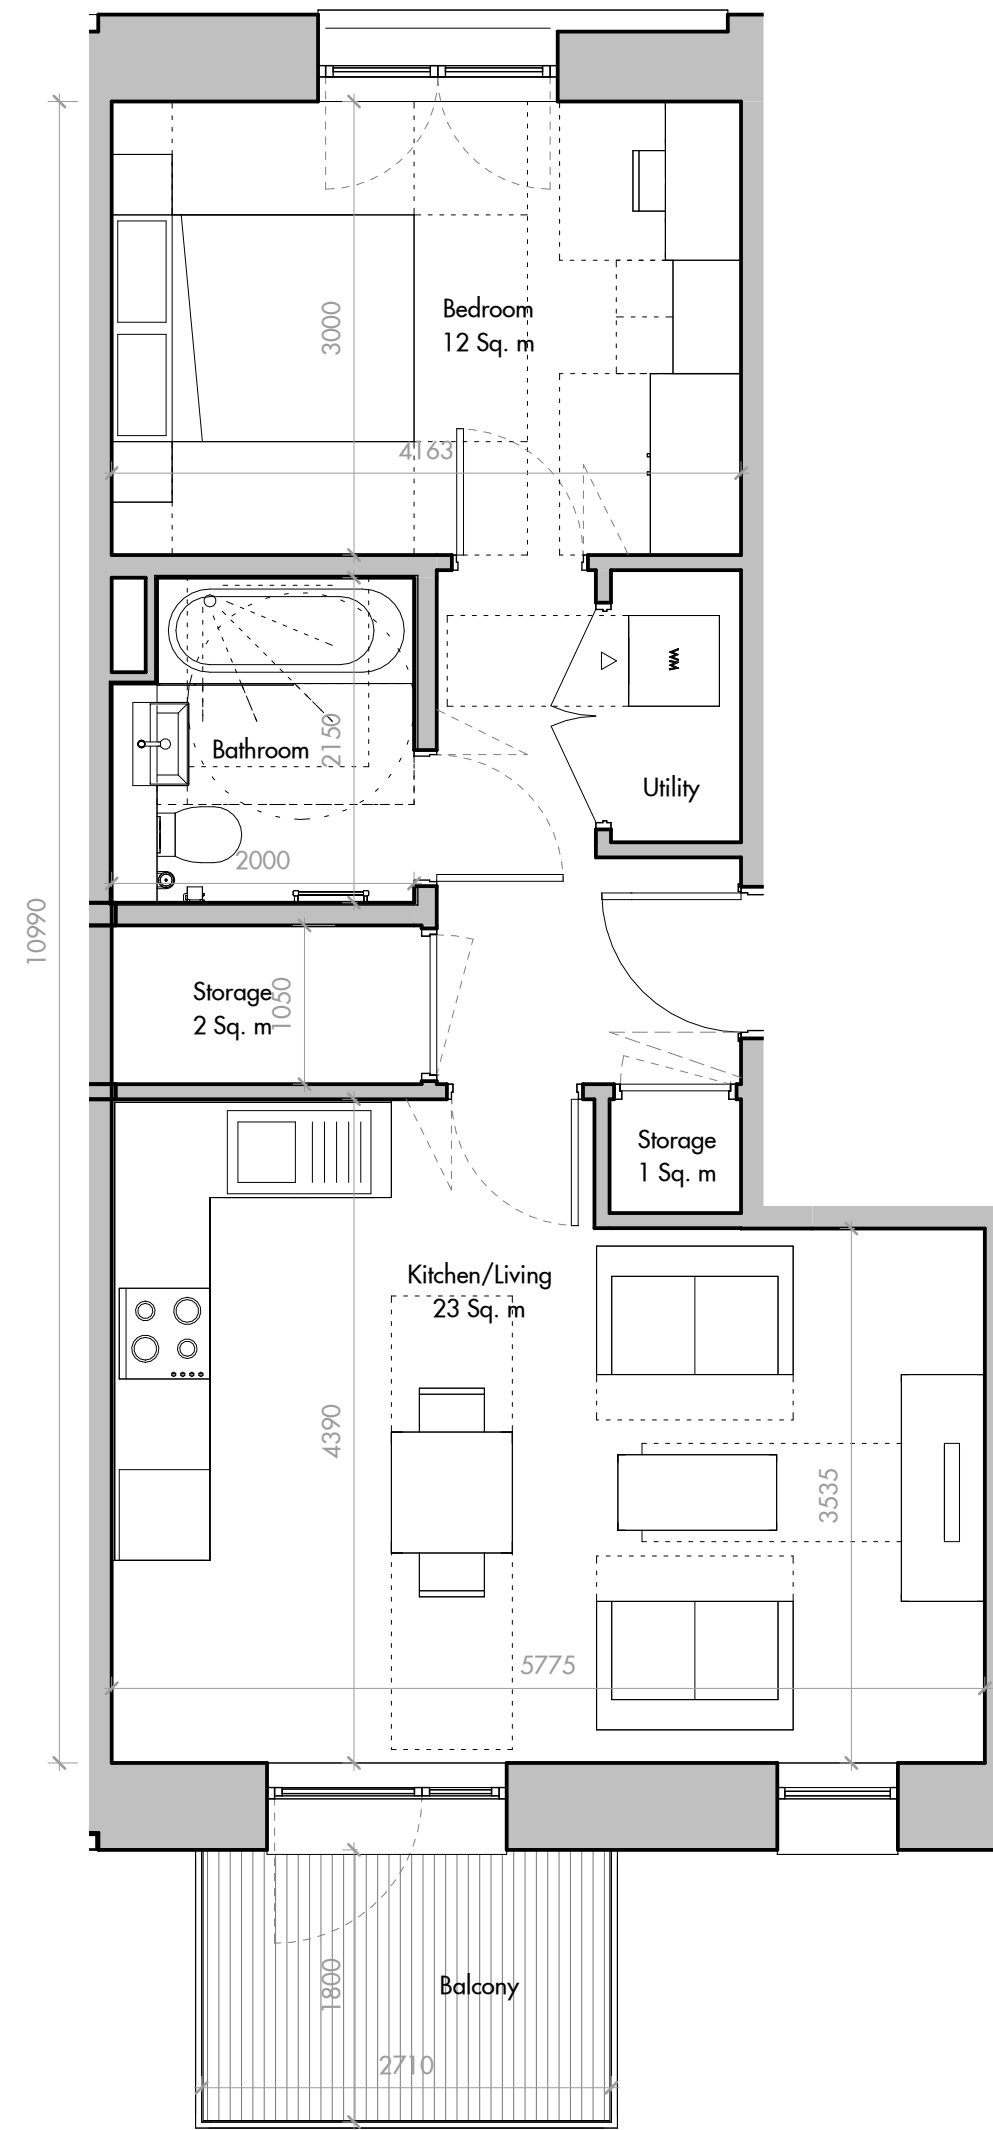 3000
Bedroom
12 Sq. m
4163
WM
Bathroom
2150
Utility
2000
10990
Storage
2 Sq. m
1050
Storage
1 Sq. m
Kitchen/Living
23 Sq. m
4390
3535
5775
1800
Balcony
2710